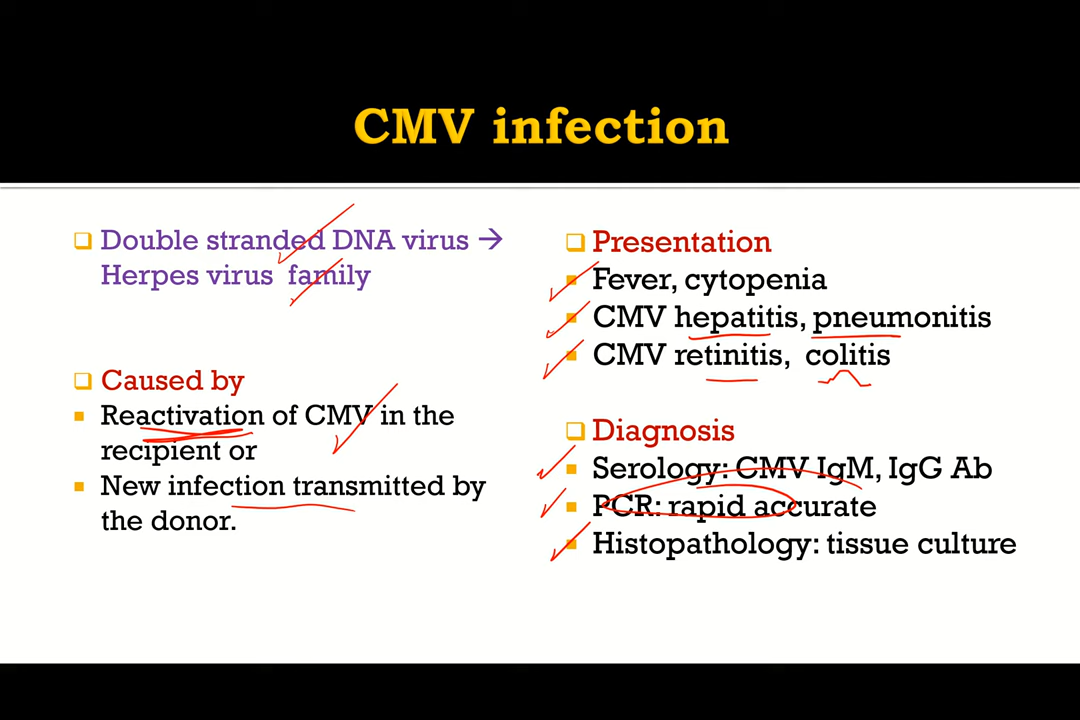 CMV infection
Double stranded DNA virus →
Herpes virus family
Caused by
Reactivation of CMV in the
recipient or
New infection transmitted by
the donor.
Presentation
Fever, cytopenia
CMV hepatitis, pneumonitis
CMV retinitis, colitis
Diagnosis
Serology: CMV IgM, IgG Ab
PCR: rapid accurate
Histopathology: tissue culture